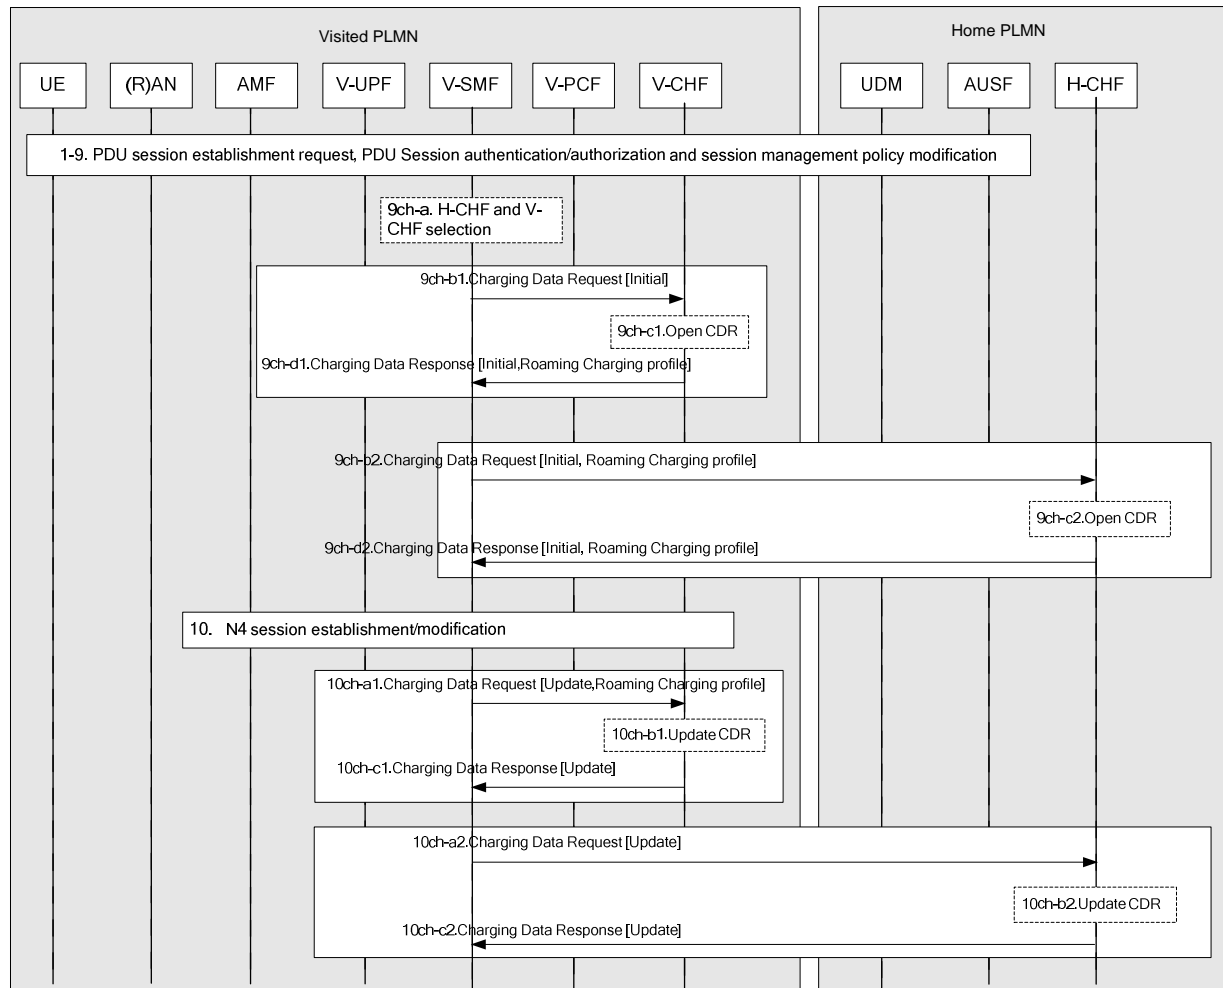 Visited PLMN
Home PLMN
UE
(R)AN
AMF
V-UPF
V-SMF
V-PCF
V-CHF
UDM
AUSF
H-CHF
1-9. PDU session establishment request, PDU Session authentication/authorization and session management policy modification
9ch-a. H-CHF and V-
CHF selection
9ch-b1.Charging Data Request [Initial]
9ch-c1.Open CDR
9ch-d1.Charging Data Response [Initial,Roaming Charging profile]
9ch-b2.Charging Data Request [Initial, Roaming Charging profile]
9ch-c2.Open CDR
9ch-d2.Charging Data Response [Initial, Roaming Charging profile]
10. N4 session establishment/modification
10ch-a1.Charging Data Request [Update,Roaming Charging profile]
10ch-b1.Update CDR
10ch-c1.Charging Data Response [Update]
10ch-a2.Charging Data Request [Update]
10ch-b2.Update CDR
10ch-c2.Charging Data Response [Update]